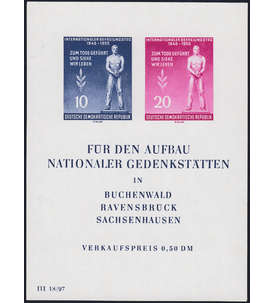 INTERNATIONALER BEFREIUNGSTAG
1945-1955
ZUM TODE GEFÜHRT
UND SIEHE
WIR LEBEN
10
DEUTSCHE DEMOKRATISCHE REPUBLIK
INTERNATIONALER BEFREIUNGSTAG
1945-1955
ZUM TODE GEFÜHRT
UND SIEHE
WIR LEBEN
20
DEUTSCHE DEMOKRATISCHE REPUBLIK
FÜR DEN AUFBAU
NATIONALER GEDENKSTÄTTEN
IN
BUCHENWALD
RAVENSBRÜCK
SACHSENHAUSEN
VERKAUFSPREIS 0,50 DM
III 18/97